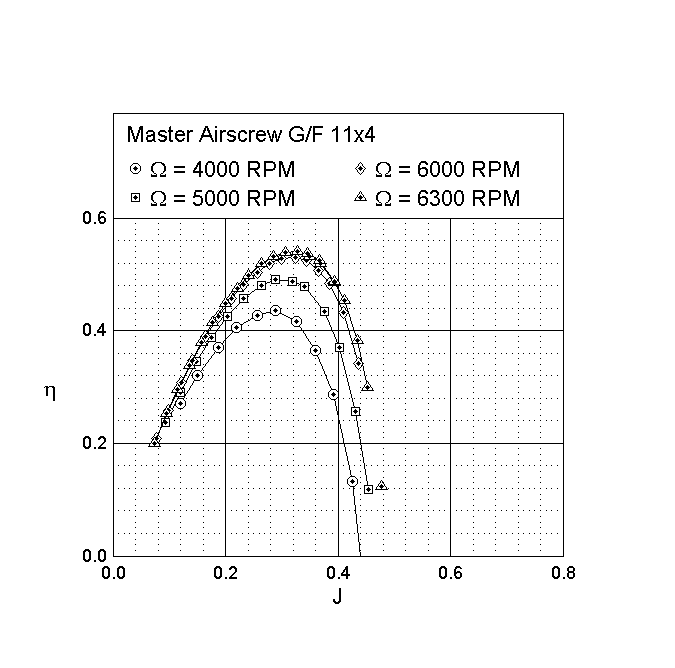 Master Airscrew G/F 11x4
Ω = 4000 RPM Ω = 6000 RPM
Ω = 5000 RPM Ω = 6300 RPM
0.6
0.4
η
0.2
0.0
0.0 0.2 0.4 0.6 0.8
J